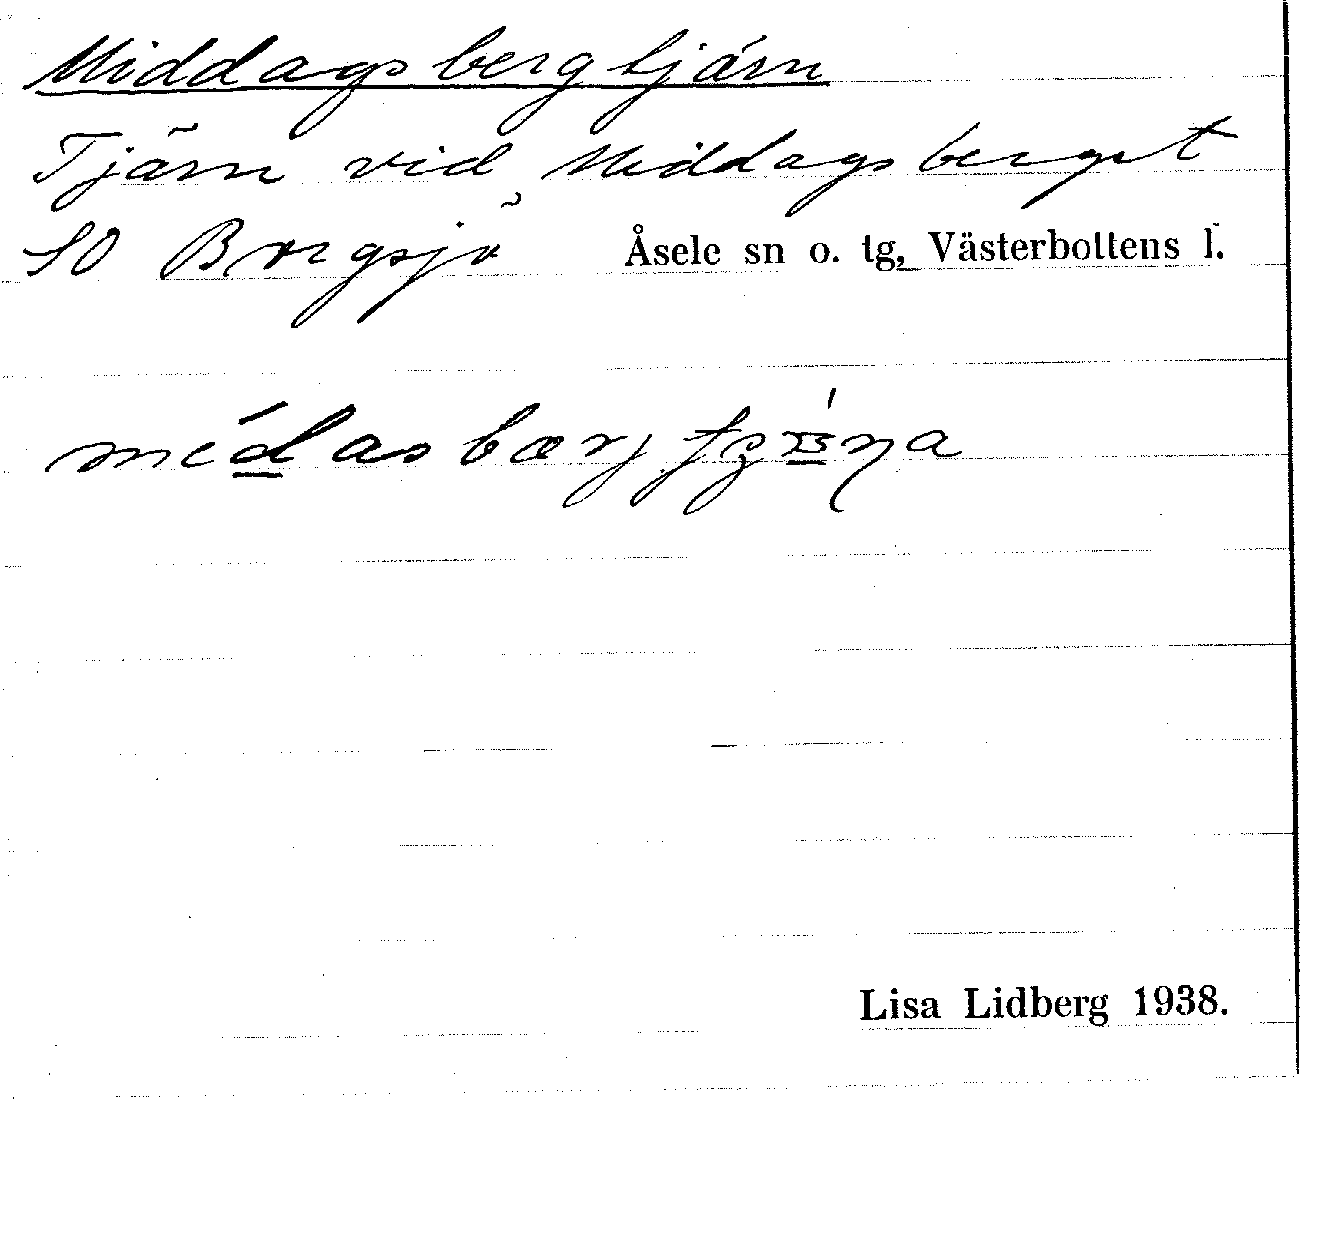 Middagsbergtjärn
Tjärn vid Middagsberget
SO Borgsjö Åsele sn o. tg, Västerbottens l.
Lisa Lidberg 1938.